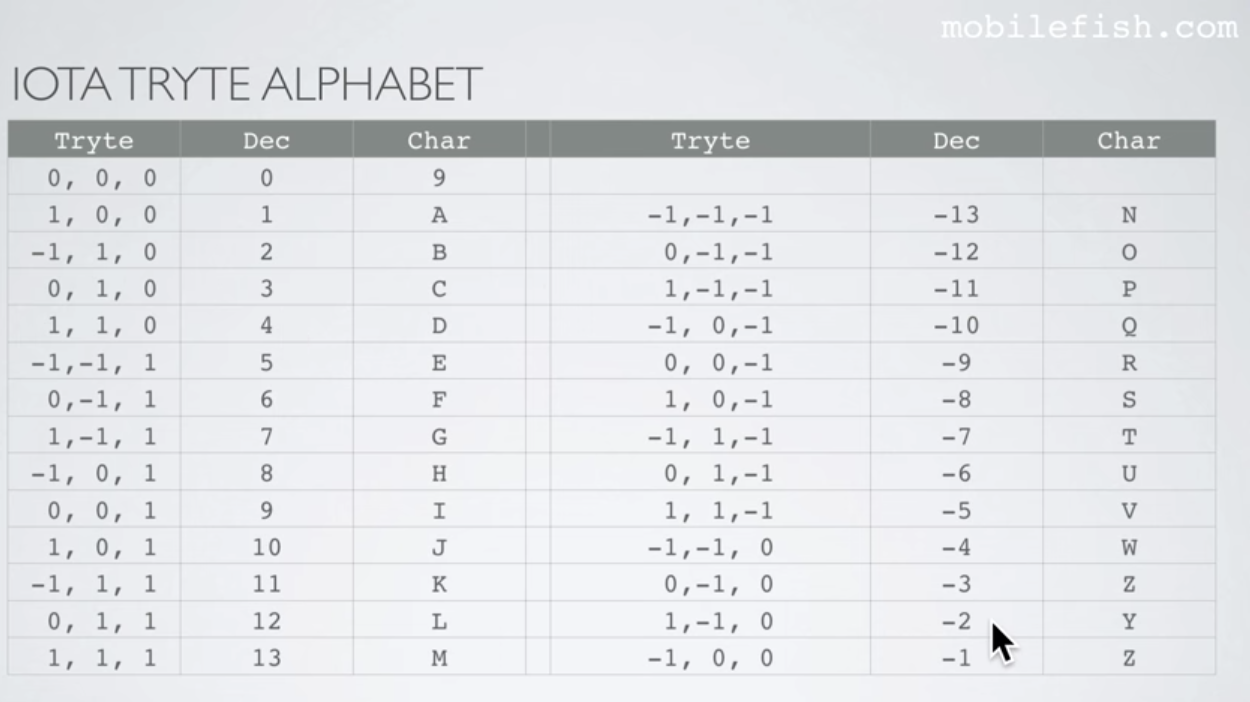 mobilefish.com
IOTA TRYTE ALPHABET
Tryte Dec Char Tryte Dec Char
0, 0, 0 0 9
1, 0, 0 1 A -1,-1,-1 -13 N
-1, 1, 0 2 B 0,-1,-1 -12 O
0, 1, 0 3 C 1,-1,-1 -11 P
1, 1, 0 4 D -1, 0,-1 -10 Q
-1,-1, 1 5 E 0, 0,-1 -9 R
0,-1, 1 6 F 1, 0,-1 -8 S
1,-1, 1 7 G -1, 1,-1 -7 T
-1, 0, 1 8 H 0, 1,-1 -6 U
0, 0, 1 9 I 1, 1,-1 -5 V
1, 0, 1 10 J -1,-1, 0 -4 W
-1, 1, 1 11 K 0,-1, 0 -3 Z
0, 1, 1 12 L 1,-1, 0 -2 Y
1, 1, 1 13 M -1, 0, 0 -1 Z